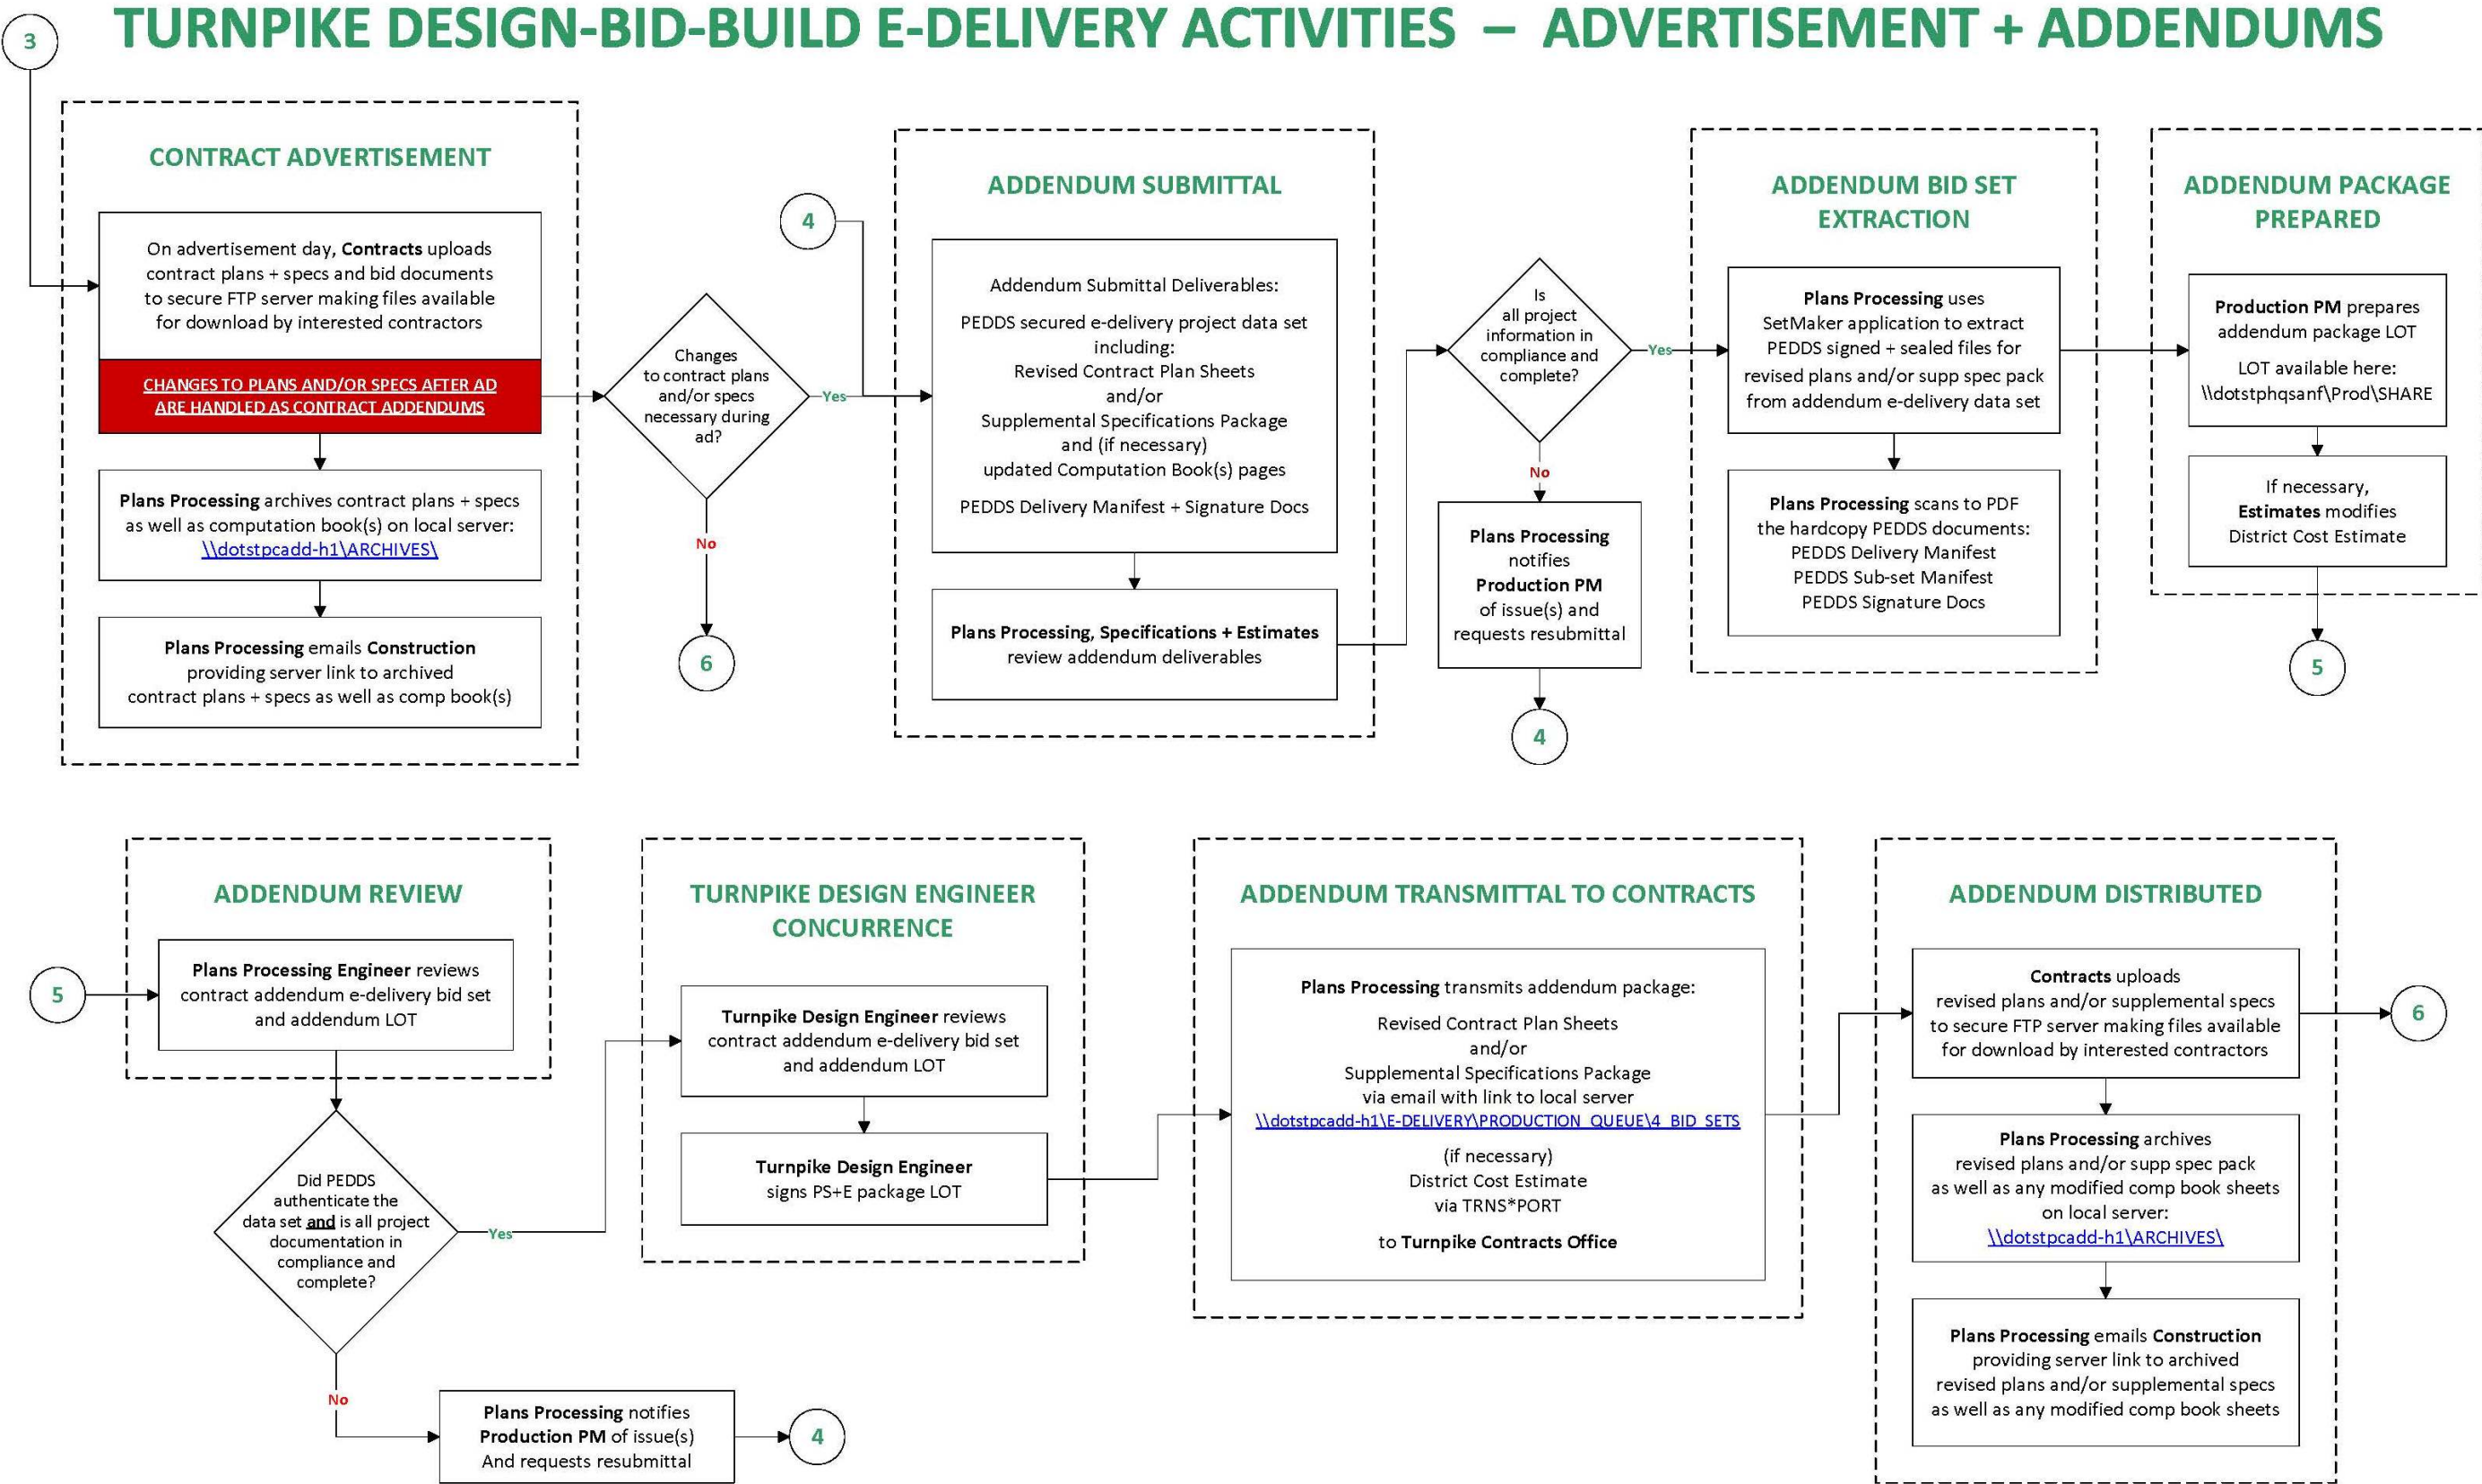 TURNPIKE DESIGN-BID-BUILD E-DELIVERY ACTIVITIES – ADVERTISEMENT + ADDENDUMS
3
CONTRACT ADVERTISEMENT
On advertisement day, Contracts uploads
contract plans + specs and bid documents
to secure FTP server making files available
for download by interested contractors
CHANGES TO PLANS AND/OR SPECS AFTER AD
ARE HANDLED AS CONTRACT ADDENDUMS
Plans Processing archives contract plans + specs
as well as computation book(s) on local server:
\\dotstpcadd-h1\ARCHIVES\
Plans Processing emails Construction
providing server link to archived
contract plans + specs as well as comp book(s)
Changes
to contract plans
and/or specs
necessary during
ad?
Yes
No
6
4
ADDENDUM SUBMITTAL
Addendum Submittal Deliverables:
PEDDS secured e-delivery project data set
including:
Revised Contract Plan Sheets
and/or
Supplemental Specifications Package
and (if necessary)
updated Computation Book(s) pages
PEDDS Delivery Manifest + Signature Docs
Plans Processing, Specifications + Estimates
review addendum deliverables
Is
all project
information in
compliance and
complete?
Yes
No
Plans Processing
notifies
Production PM
of issue(s) and
requests resubmittal
4
ADDENDUM BID SET
EXTRACTION
Plans Processing uses
SetMaker application to extract
PEDDS signed + sealed files for
revised plans and/or supp spec pack
from addendum e-delivery data set
Plans Processing scans to PDF
the hardcopy PEDDS documents:
PEDDS Delivery Manifest
PEDDS Sub-set Manifest
PEDDS Signature Docs
ADDENDUM PACKAGE
PREPARED
Production PM prepares
addendum package LOT
LOT available here:
\\dotstphqsanf\Prod\SHARE
If necessary,
Estimates modifies
District Cost Estimate
5
5
ADDENDUM REVIEW
Plans Processing Engineer reviews
contract addendum e-delivery bid set
and addendum LOT
Did PEDDS
authenticate the
data set and is all project
documentation in
compliance and
complete?
Yes
No
Plans Processing notifies
Production PM of issue(s)
And requests resubmittal
4
TURNPIKE DESIGN ENGINEER
CONCURRENCE
Turnpike Design Engineer reviews
contract addendum e-delivery bid set
and addendum LOT
Turnpike Design Engineer
signs PS+E package LOT
ADDENDUM TRANSMITTAL TO CONTRACTS
Plans Processing transmits addendum package:
Revised Contract Plan Sheets
and/or
Supplemental Specifications Package
via email with link to local server
\\dotstpcadd-h1\E-DELIVERY\PRODUCTION_QUEUE\4_BID_SETS
(if necessary)
District Cost Estimate
via TRNS*PORT
to Turnpike Contracts Office
ADDENDUM DISTRIBUTED
Contracts uploads
revised plans and/or supplemental specs
to secure FTP server making files available
for download by interested contractors
6
Plans Processing archives
revised plans and/or supp spec pack
as well as any modified comp book sheets
on local server:
\\dotstpcadd-h1\ARCHIVES\
Plans Processing emails Construction
providing server link to archived
revised plans and/or supplemental specs
as well as any modified comp book sheets